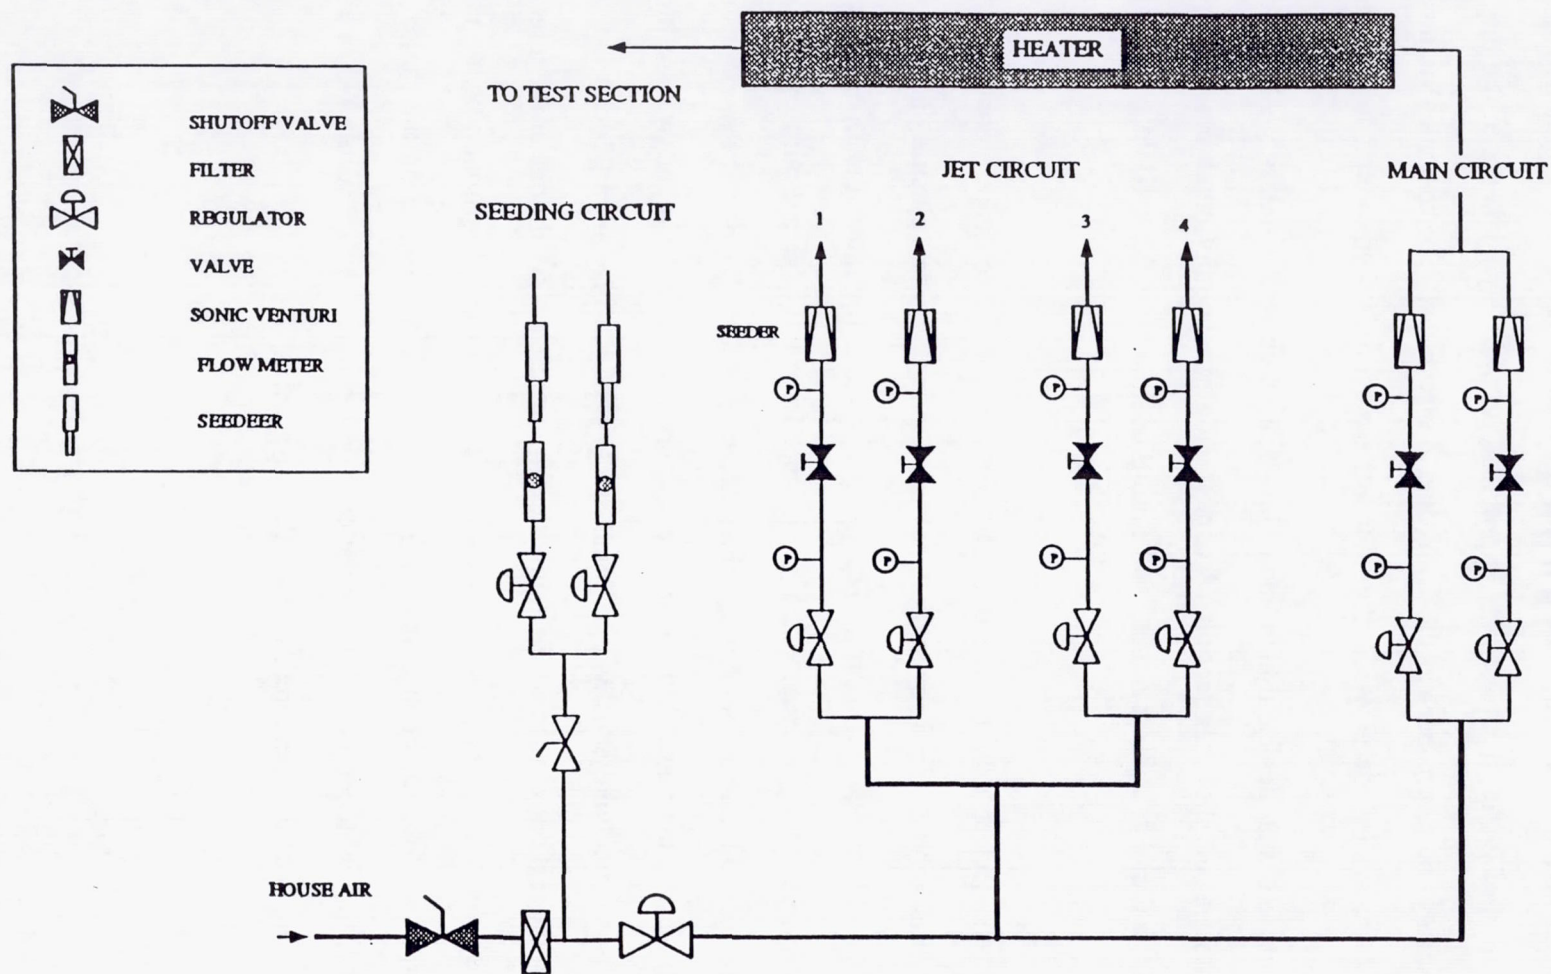 HEATER
TO TEST SECTION
SHUTOFF VALVE
FILTER
REGULATOR
VALVE
SONIC VENTURI
FLOW METER
SEEDEER
SEEDING CIRCUIT
JET CIRCUIT
MAIN CIRCUIT
1
2
3
4
SEEDER
P
P
P
P
P
P
P
P
P
P
P
P
HOUSE AIR